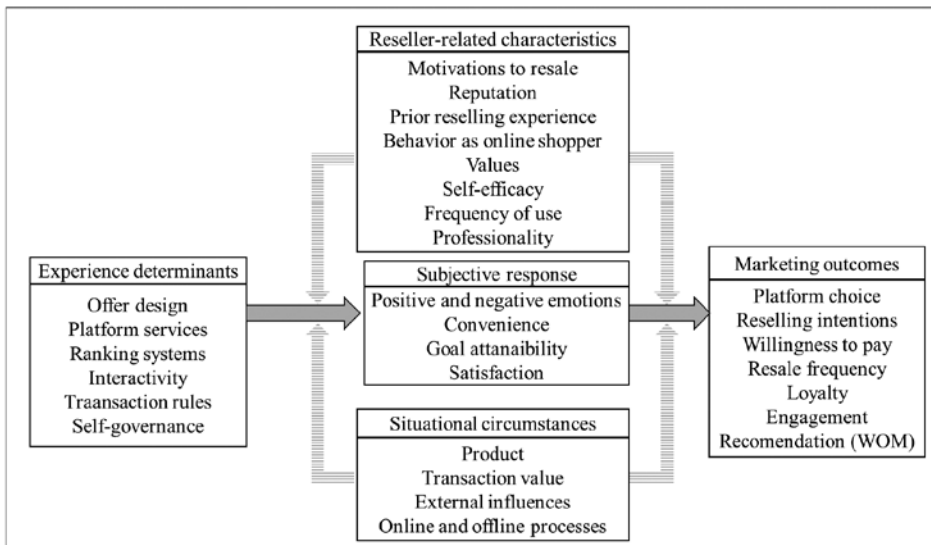 Reseller-related characteristics
Motivations to resale
Reputation
Prior reselling experience
Behavior as online shopper
Values
Self-efficacy
Frequency of use
Professionality
Experience determinants
Offer design
Platform services
Ranking systems
Interactivity
Traansaction rules
Self-governance
Subjective response
Positive and negative emotions
Convenience
Goal attanaibility
Satisfaction
Marketing outcomes
Platform choice
Reselling intentions
Willingness to pay
Resale frequency
Loyalty
Engagement
Recomendation (WOM)
Situational circumstances
Product
Transaction value
External influences
Online and offline processes